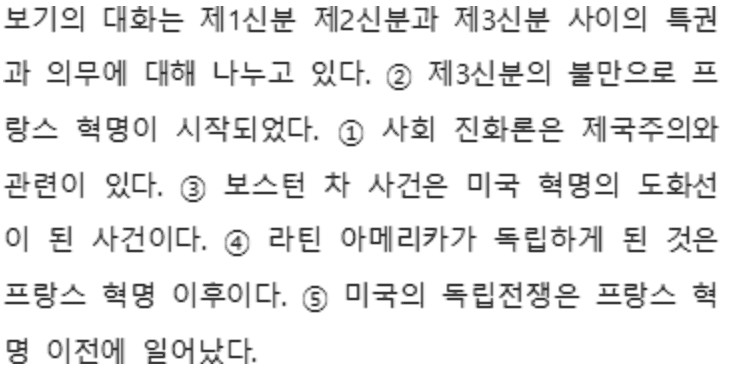 보기의 대화는 제1신분 제2신분과 제3신분 사이의 특권
과 의무에 대해 나누고 있다. ② 제3신분의 불만으로 프
랑스 혁명이 시작되었다. ① 사회 진화론은 제국주의와
관련이 있다. ③ 보스턴 차 사건은 미국 혁명의 도화선
이 된 사건이다. ④ 라틴 아메리카가 독립하게 된 것은
프랑스 혁명 이후이다. ⑤ 미국의 독립전쟁은 프랑스 혁
명 이전에 일어났다.